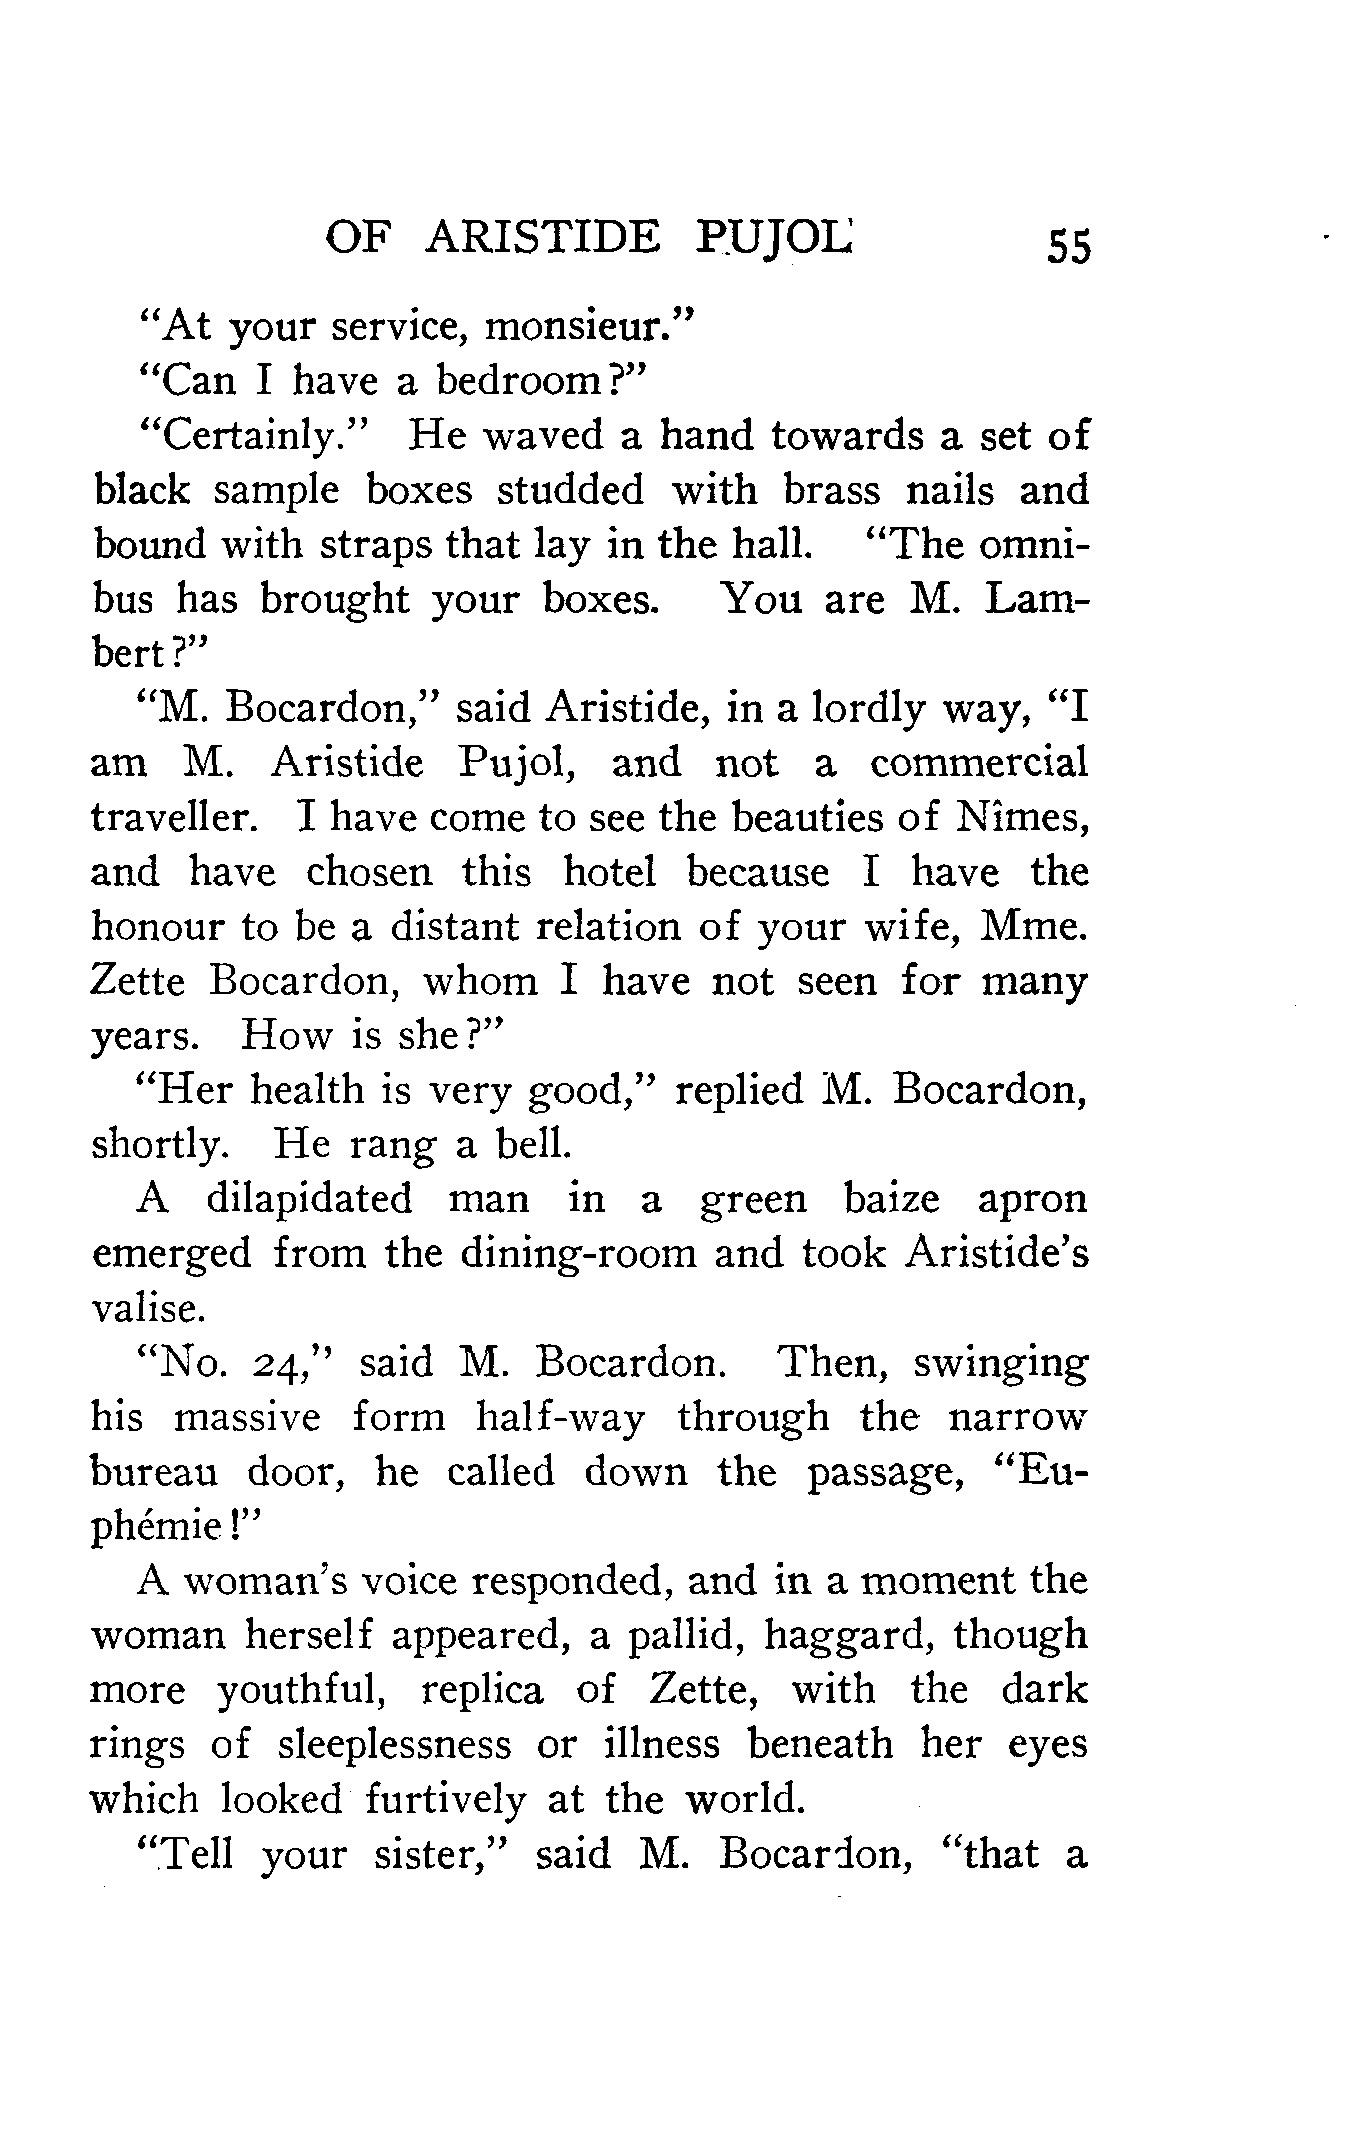 OF ARISTIDE PUJOL 55
“At your service, monsieur.”
“Can I have a bedroom?”
“Certainly.” He waved a hand towards a set of
black sample boxes studded with brass nails and
bound with straps that lay in the hall. “The omni-
bus has brought your boxes. You are M. Lam-
bert?”
“M. Bocardon,” said Aristide, in a lordly way, “I
am M. Aristide Pujol, and not a commercial
traveller. I have come to see the beauties of Nîmes,
and have chosen this hotel because I have the
honour to be a distant relation of your wife, Mme.
Zette Bocardon, whom I have not seen for many
years. How is she?”
“Her health is very good,” replied M. Bocardon,
shortly. He rang a bell.
A dilapidated man in a green baize apron
emerged from the dining-room and took Aristide’s
valise.
“No. 24,” said M. Bocardon. Then, swinging
his massive form half-way through the narrow
bureau door, he called down the passage, “Eu-
phémie!”
A woman’s voice responded, and in a moment the
woman herself appeared, a pallid, haggard, though
more youthful, replica of Zette, with the dark
rings of sleeplessness or illness beneath her eyes
which looked furtively at the world.
“Tell your sister,” said M. Bocardon, “that a